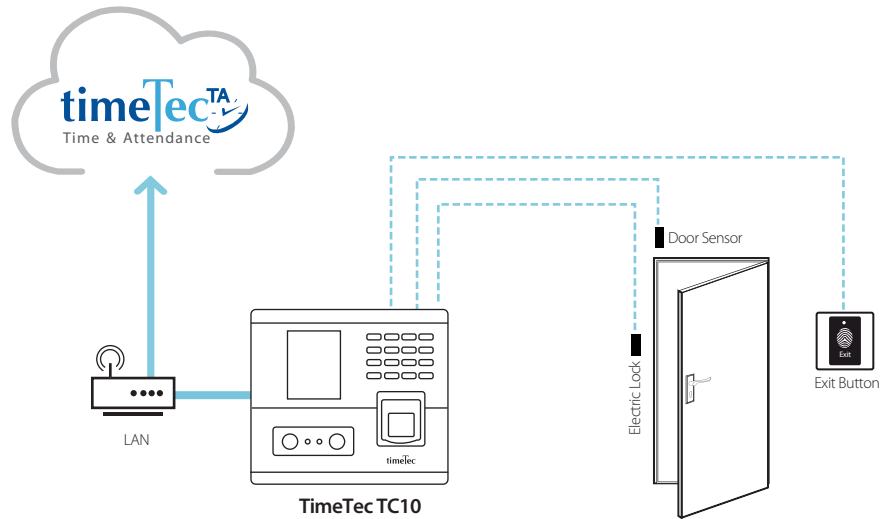 timeTec TA
Time & Attendance
Door Sensor
Electric Lock
Exit
Exit Button
LAN
timeTec
TimeTec TC10